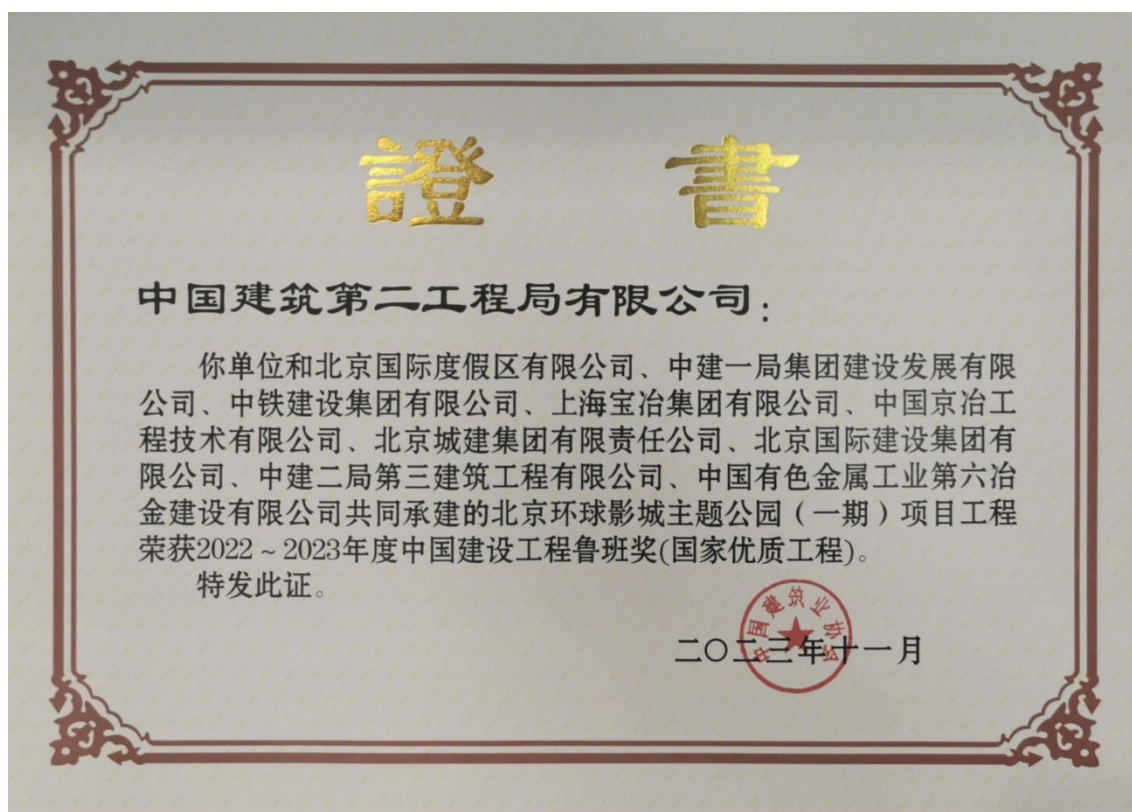 證 書
中国建筑第二工程局有限公司：
你单位和北京国际度假区有限公司、中建一局集团建设发展有限
公司、中铁建设集团有限公司、上海宝冶集团有限公司、中国京冶工
程技术有限公司、北京城建集团有限责任公司、北京国际建设集团有
限公司、中建二局第三建筑工程有限公司、中国有色金属工业第六冶
金建设有限公司共同承建的北京环球影城主题公园（一期）项目工程
荣获2022～2023年度中国建设工程鲁班奖(国家优质工程)。
特发此证。
中国建筑业协会
二〇二三年十一月